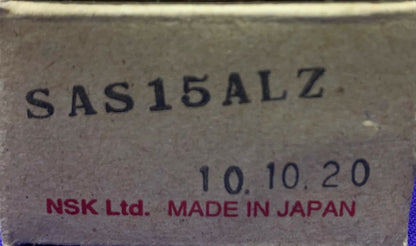 SAS15ALZ
10.10.20
NSK Ltd. MADE IN JAPAN